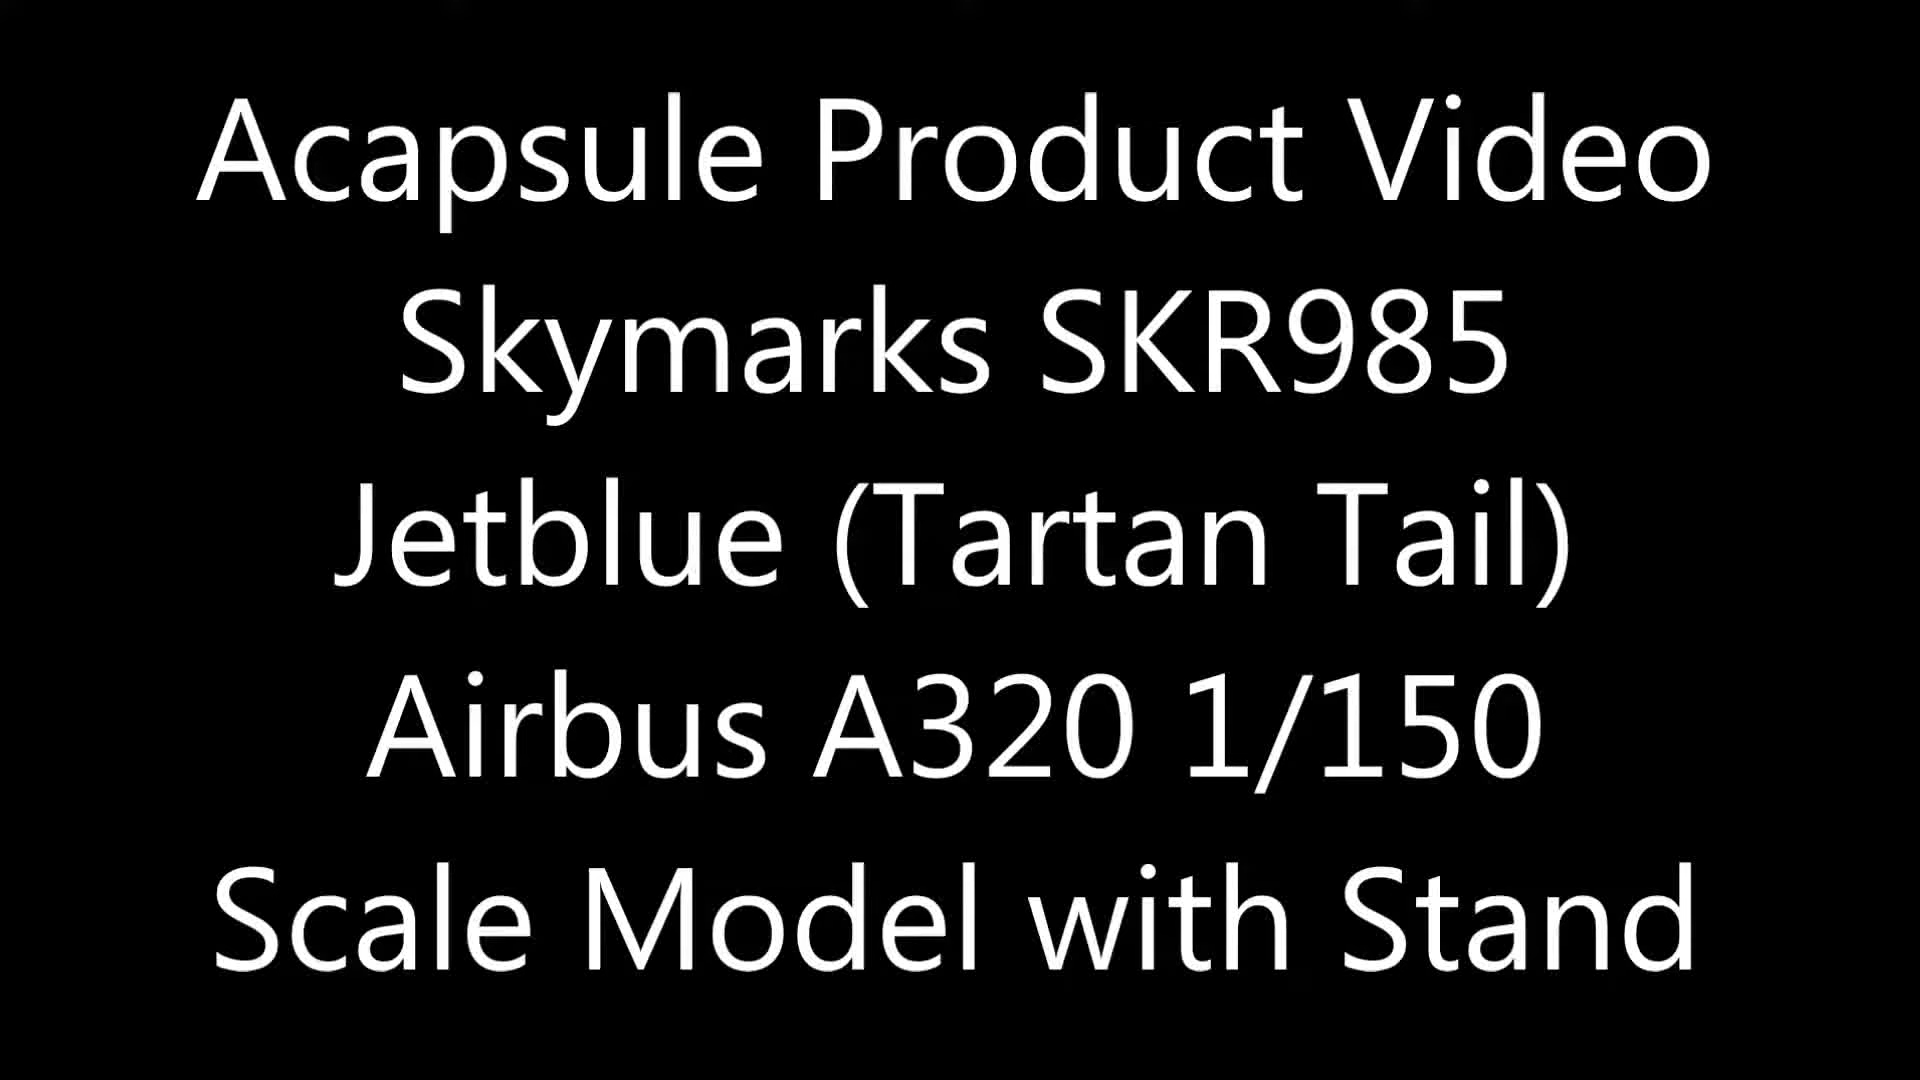 Acapsule Product Video
Skymarks SKR985
Jetblue (Tartan Tail)
Airbus A320 1/150
Scale Model with Stand